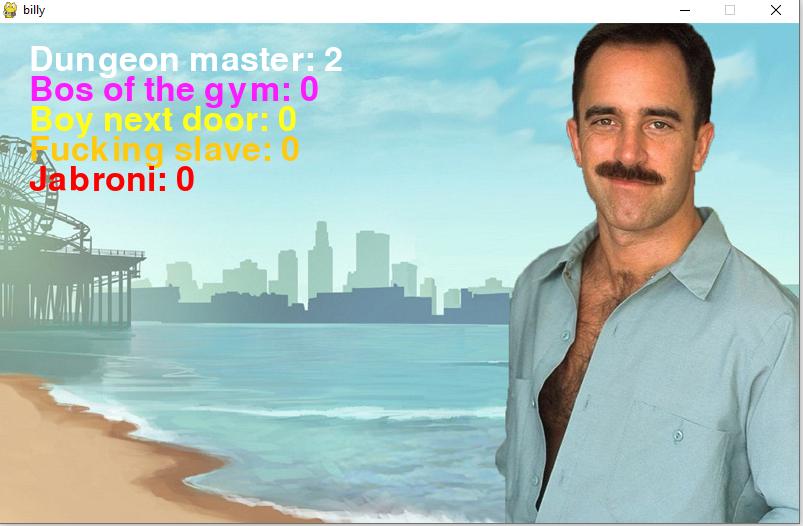 billy
Dungeon master: 2
Bos of the gym: 0
Boy next door: 0
Fucking slave: 0
Jabroni: 0